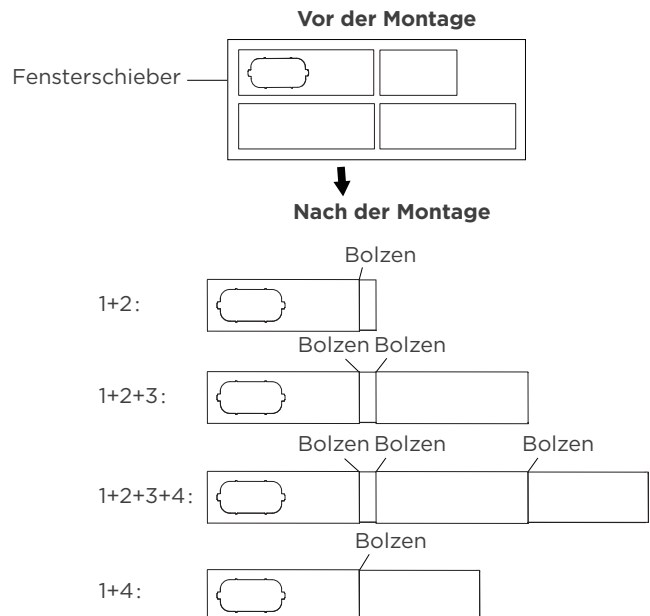 Vor der Montage
Fensterschieber
Nach der Montage
Bolzen
1+2:
Bolzen Bolzen
1+2+3:
Bolzen Bolzen Bolzen
1+2+3+4:
Bolzen
1+4: